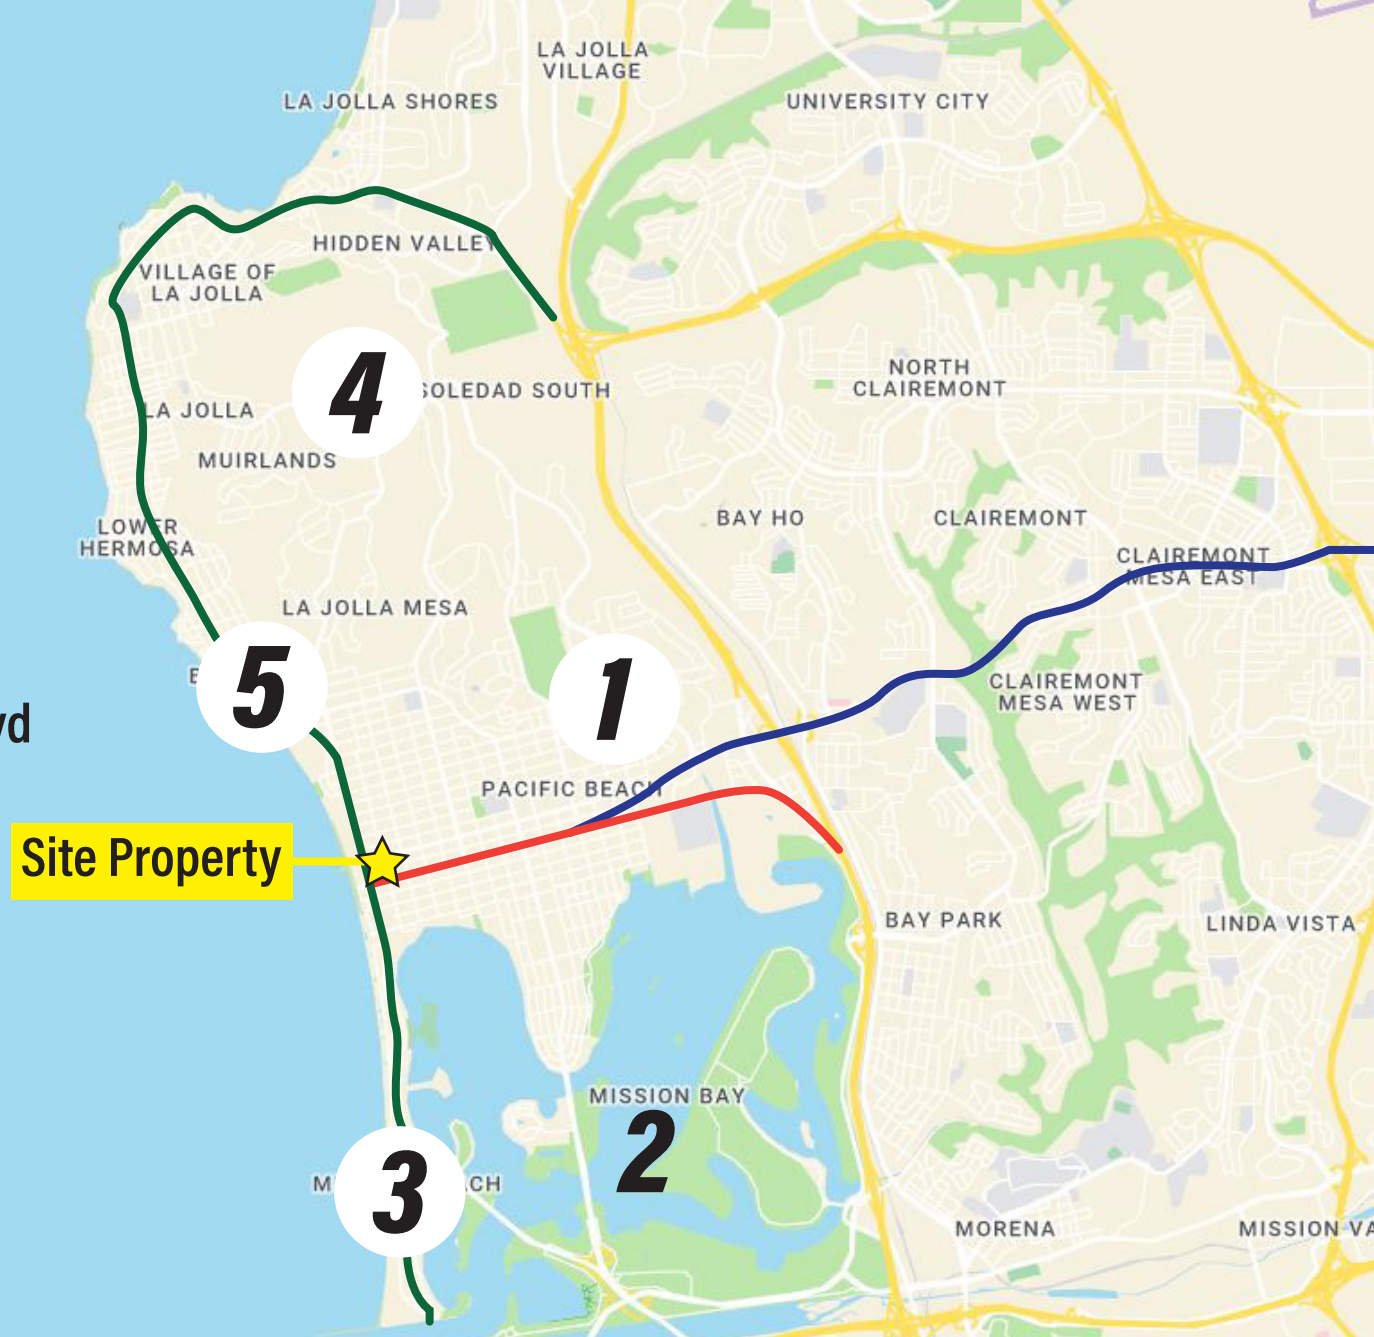 LA JOLLA
VILLAGE
LA JOLLA SHORES
UNIVERSITY CITY
HIDDEN VALLEY
VILLAGE OF
LA JOLLA
NORTH
CLAIREMONT
4
SOLEDAD SOUTH
LA JOLLA
MUIRLANDS
BAY HO
CLAIREMONT
LOWER
HERMOSA
CLAIREMONT
MESA EAST
LA JOLLA MESA
5
1
CLAIREMONT
MESA WEST
PACIFIC BEACH
Site Property
BAY PARK
LINDA VISTA
MISSION BAY
2
3
MORENA
MISSION VA